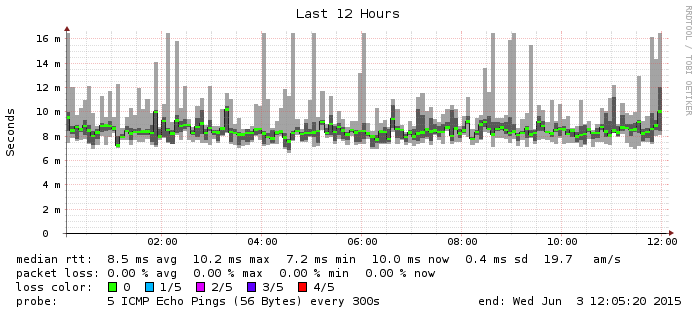 Last 12 Hours
RRDTOOL / TOBI OETIKER
Seconds
16 m
14 m
12 m
10 m
8 m
6 m
4 m
2 m
0
02:00 04:00 06:00 08:00 10:00 12:00
median rtt: 8.5 ms avg 10.2 ms max 7.2 ms min 10.0 ms now 0.4 ms sd 19.7 am/s
packet loss: 0.00 % avg 0.00 % max 0.00 % min 0.00 % now
loss color: 0 1/5 2/5 3/5 4/5
probe: 5 ICMP Echo Pings (56 Bytes) every 300s end: Wed Jun 3 12:05:20 2015